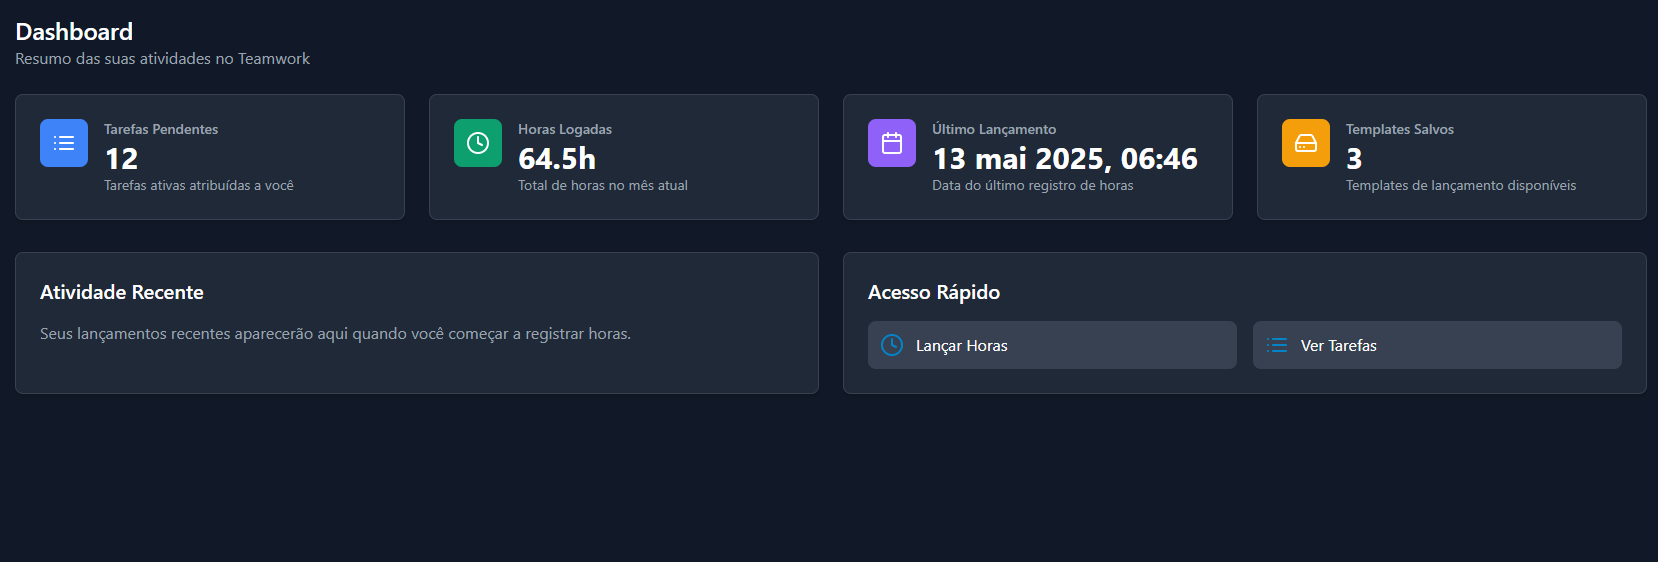 Dashboard
Resumo das suas atividades no Teamwork
Tarefas Pendentes
12
Tarefas ativas atribuídas a você
Horas Logadas
64.5h
Total de horas no mês atual
Último Lançamento
13 mai 2025, 06:46
Data do último registro de horas
Templates Salvos
3
Templates de lançamento disponíveis
Atividade Recente
Seus lançamentos recentes aparecerão aqui quando você começar a registrar horas.
Acesso Rápido
Lançar Horas
Ver Tarefas